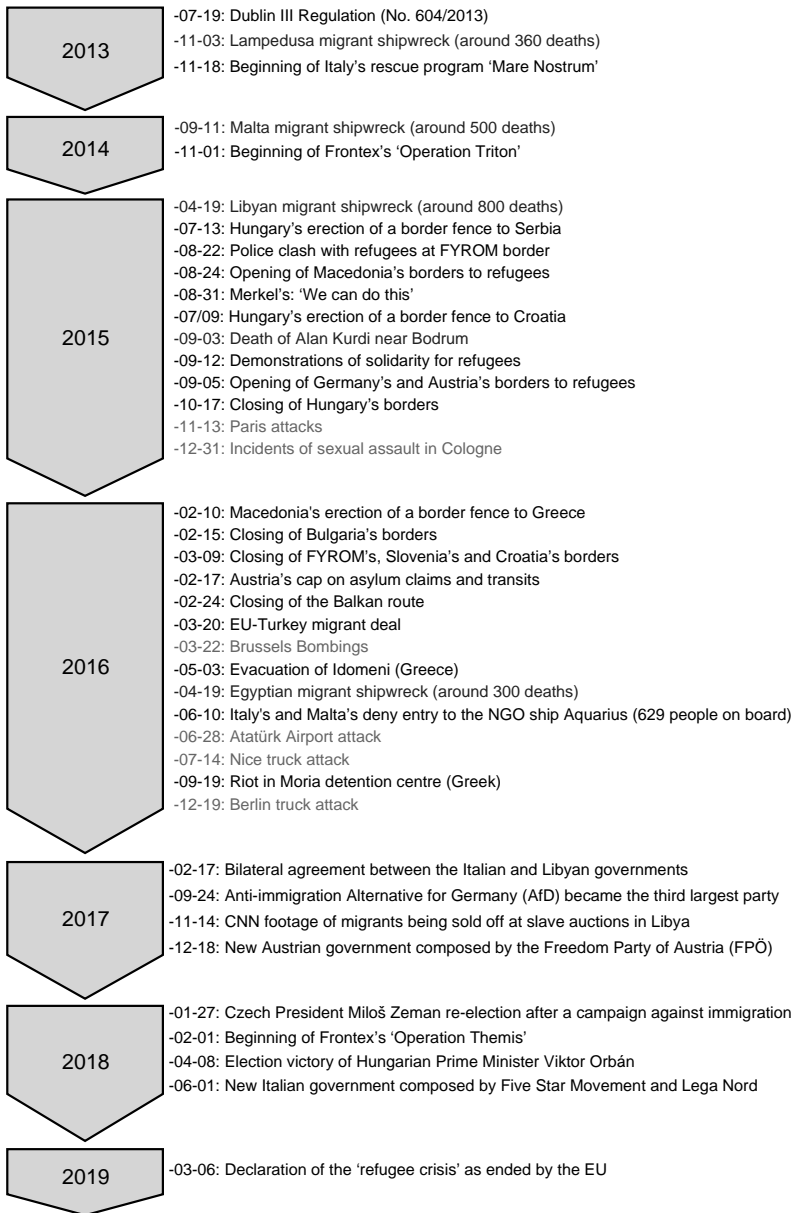 2013
-07-19: Dublin III Regulation (No. 604/2013)
-11-03: Lampedusa migrant shipwreck (around 360 deaths)
-11-18: Beginning of Italy’s rescue program ‘Mare Nostrum’
2014
-09-11: Malta migrant shipwreck (around 500 deaths)
-11-01: Beginning of Frontex’s ‘Operation Triton’
2015
-04-19: Libyan migrant shipwreck (around 800 deaths)
-07-13: Hungary’s erection of a border fence to Serbia
-08-22: Police clash with refugees at FYROM border
-08-24: Opening of Macedonia’s borders to refugees
-08-31: Merkel’s: ‘We can do this’
-07/09: Hungary’s erection of a border fence to Croatia
-09-03: Death of Alan Kurdi near Bodrum
-09-12: Demonstrations of solidarity for refugees
-09-05: Opening of Germany’s and Austria’s borders to refugees
-10-17: Closing of Hungary’s borders
-11-13: Paris attacks
-12-31: Incidents of sexual assault in Cologne
2016
-02-10: Macedonia's erection of a border fence to Greece
-02-15: Closing of Bulgaria’s borders
-03-09: Closing of FYROM’s, Slovenia’s and Croatia’s borders
-02-17: Austria’s cap on asylum claims and transits
-02-24: Closing of the Balkan route
-03-20: EU-Turkey migrant deal
-03-22: Brussels Bombings
-05-03: Evacuation of Idomeni (Greece)
-04-19: Egyptian migrant shipwreck (around 300 deaths)
-06-10: Italy's and Malta’s deny entry to the NGO ship Aquarius (629 people on board)
-06-28: Atatürk Airport attack
-07-14: Nice truck attack
-09-19: Riot in Moria detention centre (Greek)
-12-19: Berlin truck attack
2017
-02-17: Bilateral agreement between the Italian and Libyan governments
-09-24: Anti-immigration Alternative for Germany (AfD) became the third largest party
-11-14: CNN footage of migrants being sold off at slave auctions in Libya
-12-18: New Austrian government composed by the Freedom Party of Austria (FPÖ)
2018
-01-27: Czech President Miloš Zeman re-election after a campaign against immigration
-02-01: Beginning of Frontex’s ‘Operation Themis’
-04-08: Election victory of Hungarian Prime Minister Viktor Orbán
-06-01: New Italian government composed by Five Star Movement and Lega Nord
2019
-03-06: Declaration of the ‘refugee crisis’ as ended by the EU